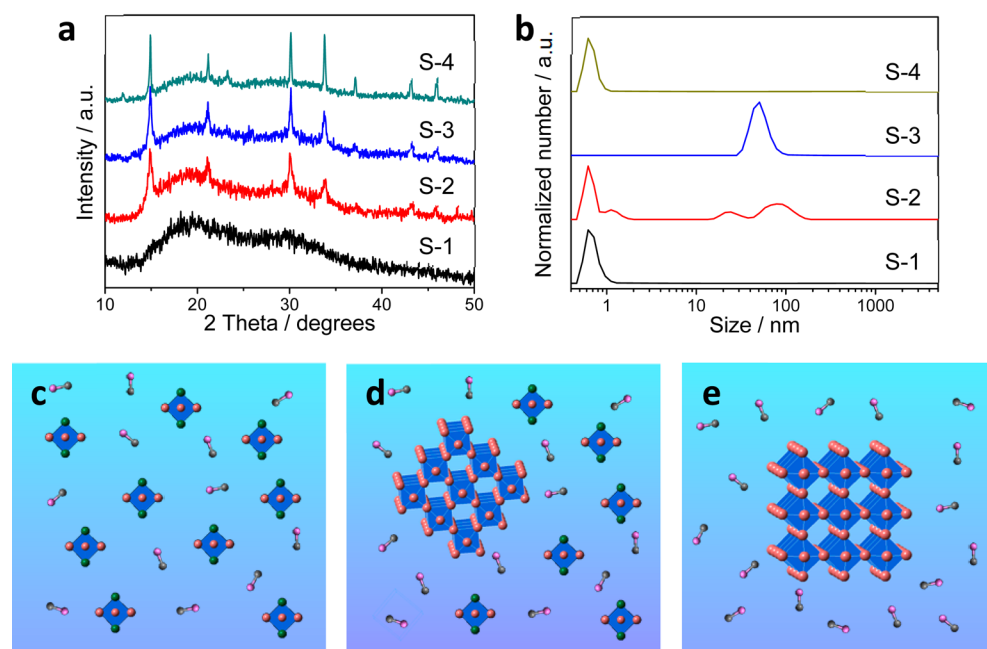 a
S-4
S-3
S-2
S-1
Intensity / a.u.
10 20 30 40 50
2 Theta / degrees
b
S-4
S-3
S-2
S-1
Normalized number / a.u.
1 10 100 1000
Size / nm
c
d
e